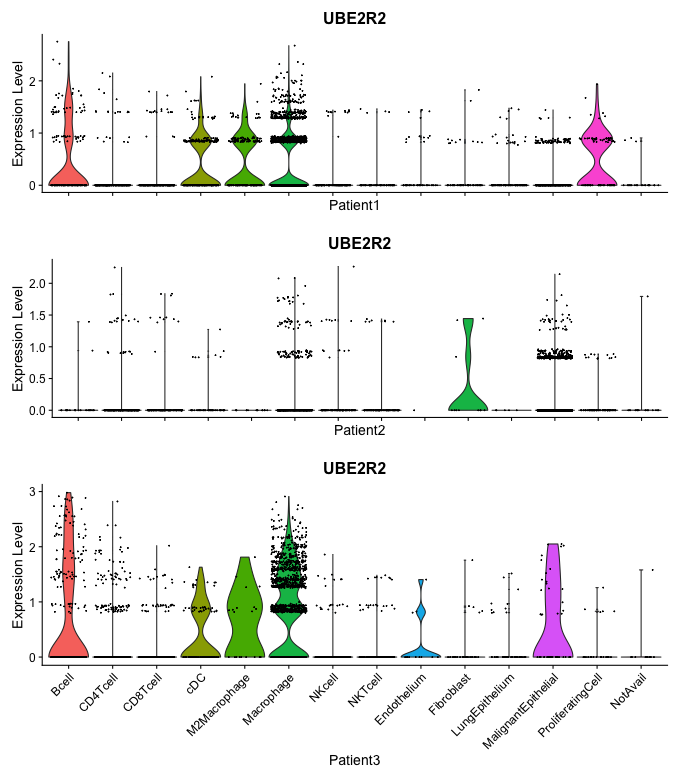 UBE2R2
Expression Level
2
1
0
Patient1
UBE2R2
Expression Level
2.0
1.5
1.0
0.5
0.0
Patient2
UBE2R2
Expression Level
3
2
1
0
Bcell
CD4Tcell
CD8Tcell
cDC
M2Macrophage
Macrophage
NKcell
NKTcell
Endothelium
Fibroblast
LungEpithelium
MalignantEpithelial
ProliferatingCell
NotAvail
Patient3